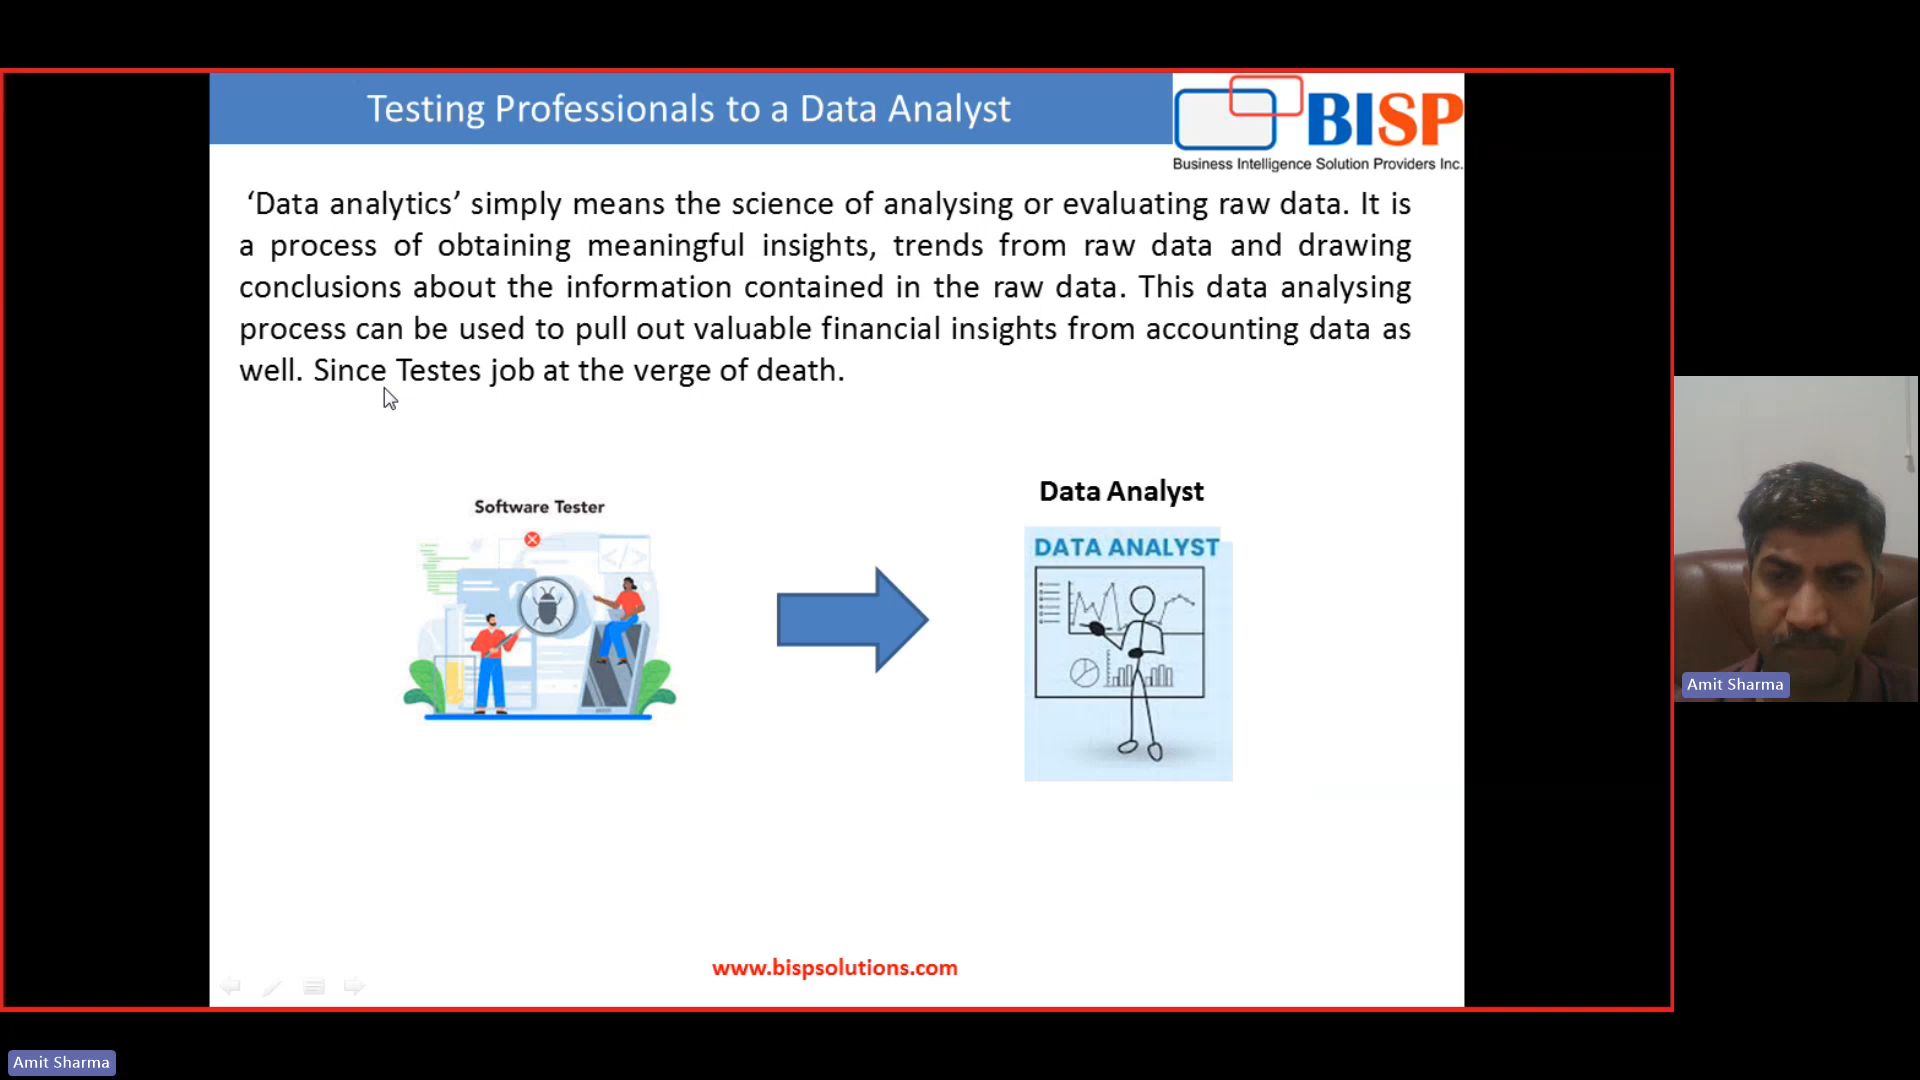 Testing Professionals to a Data Analyst
BISP
Business Intelligence Solution Providers Inc.
‘Data analytics’ simply means the science of analysing or evaluating raw data. It is
a process of obtaining meaningful insights, trends from raw data and drawing
conclusions about the information contained in the raw data. This data analysing
process can be used to pull out valuable financial insights from accounting data as
well. Since Testes job at the verge of death.
Software Tester
</>
Data Analyst
DATA ANALYST
www.bispsolutions.com
Amit Sharma
Amit Sharma